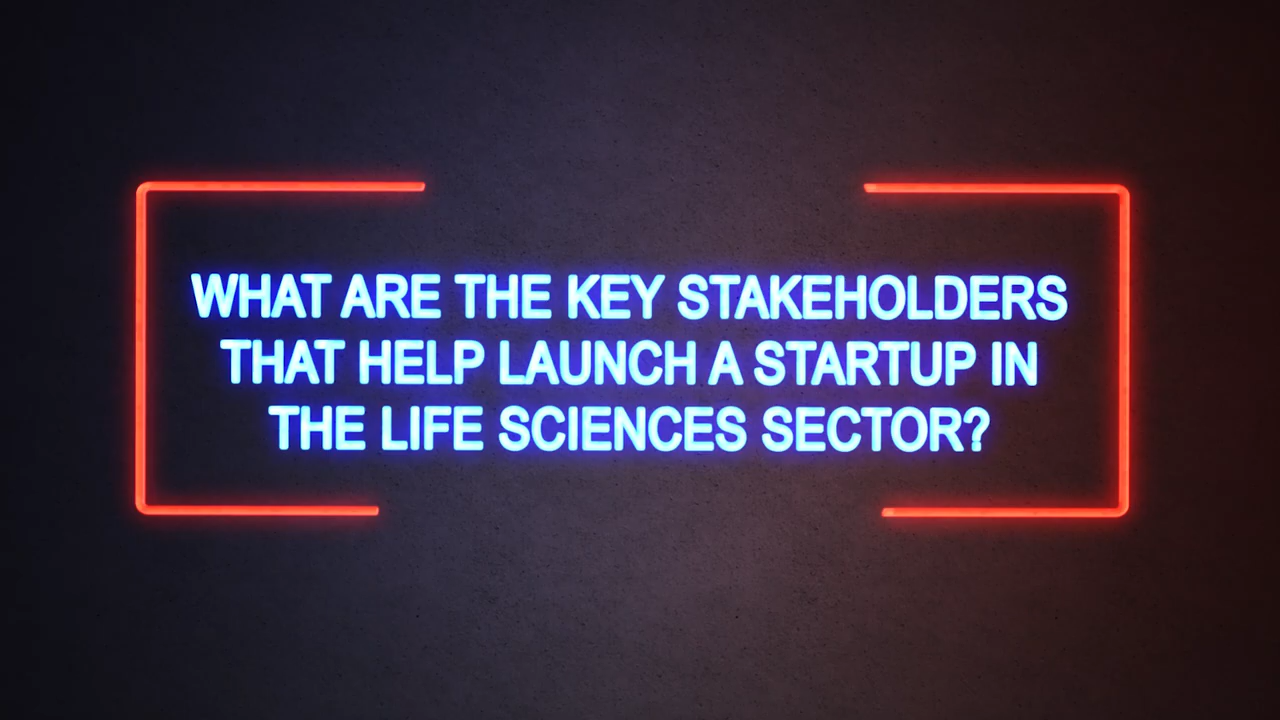 WHAT ARE THE KEY STAKEHOLDERS
THAT HELP LAUNCH A STARTUP IN
THE LIFE SCIENCES SECTOR?